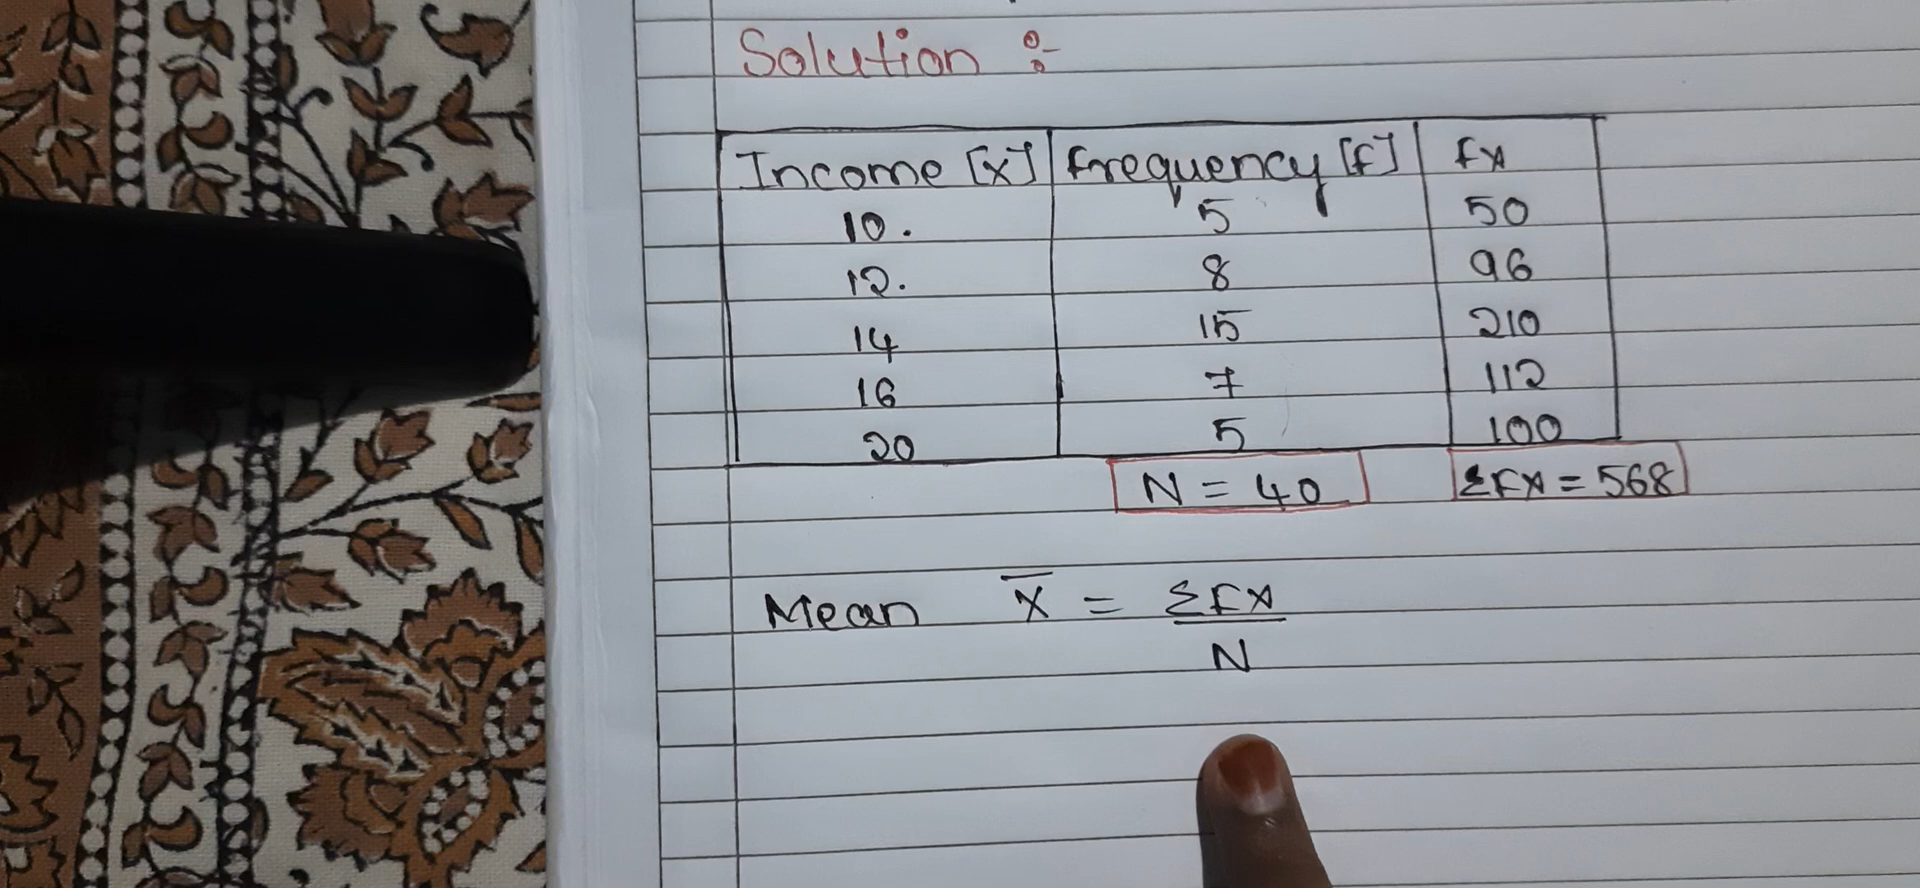 Solution :-
Income [x] frequency [f] fx
10. 5 50
12. 8 96
14 15 210
16 7 112
20 5 100
N = 40 Σfx = 568
Mean x̅ = Σfx
N